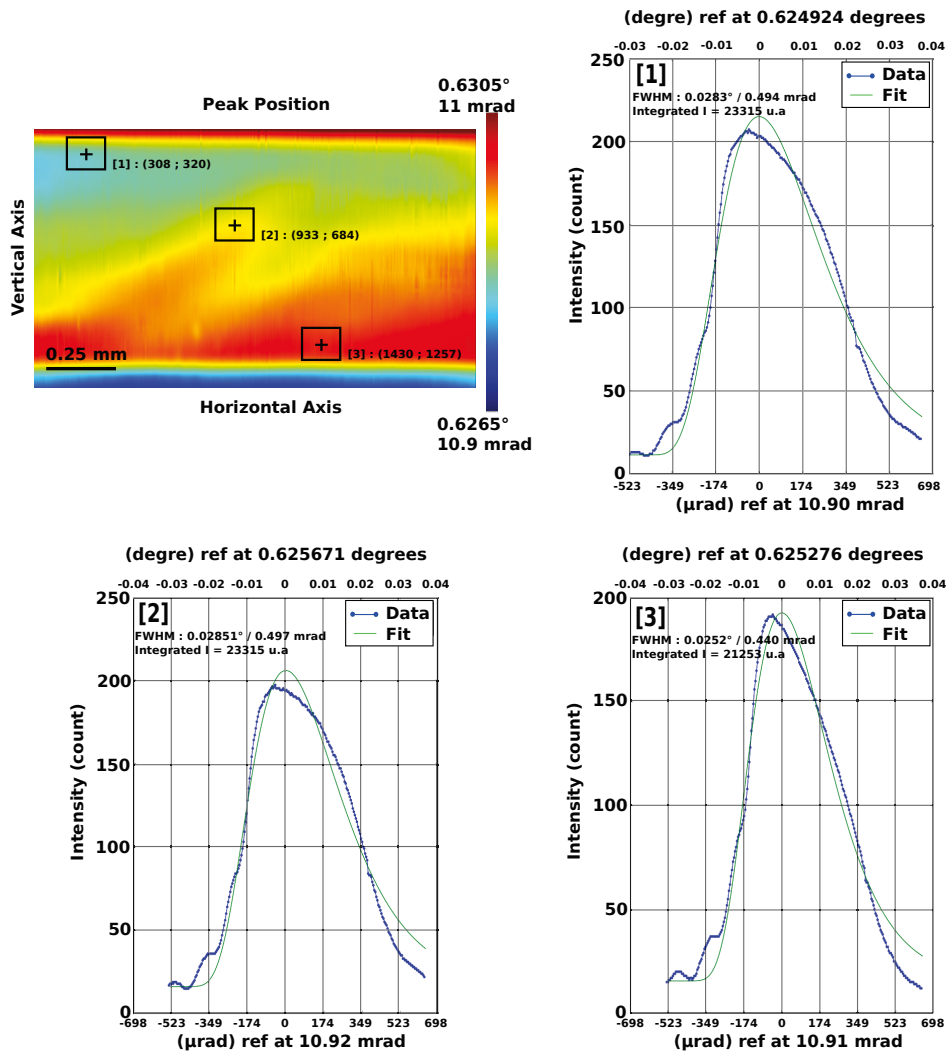 Peak Position
0.6305°
11 mrad
Vertical Axis
[1] : (308 ; 320)
[2] : (933 ; 684)
[3] : (1430 ; 1257)
0.25 mm
Horizontal Axis
0.6265°
10.9 mrad
(degre) ref at 0.624924 degrees
-0.03 -0.02 -0.01 0 0.01 0.02 0.03 0.04
[1]
Data
Fit
FWHM : 0.0283° / 0.494 mrad
Integrated I = 23315 u.a
Intensity (count)
250
200
150
100
50
0
-523 -349 -174 0 174 349 523 698
(μrad) ref at 10.90 mrad
(degre) ref at 0.625671 degrees
-0.04 -0.03 -0.02 -0.01 0 0.01 0.02 0.03 0.04
[2]
Data
Fit
FWHM : 0.02851° / 0.497 mrad
Integrated I = 23315 u.a
Intensity (count)
250
200
150
100
50
0
-698 -523 -349 -174 0 174 349 523 698
(μrad) ref at 10.92 mrad
(degre) ref at 0.625276 degrees
-0.04 -0.03 -0.02 -0.01 0 0.01 0.02 0.03 0.04
[3]
Data
Fit
FWHM : 0.0252° / 0.440 mrad
Integrated I = 21253 u.a
Intensity (count)
200
150
100
50
0
-698 -523 -349 -174 0 174 349 523 698
(μrad) ref at 10.91 mrad